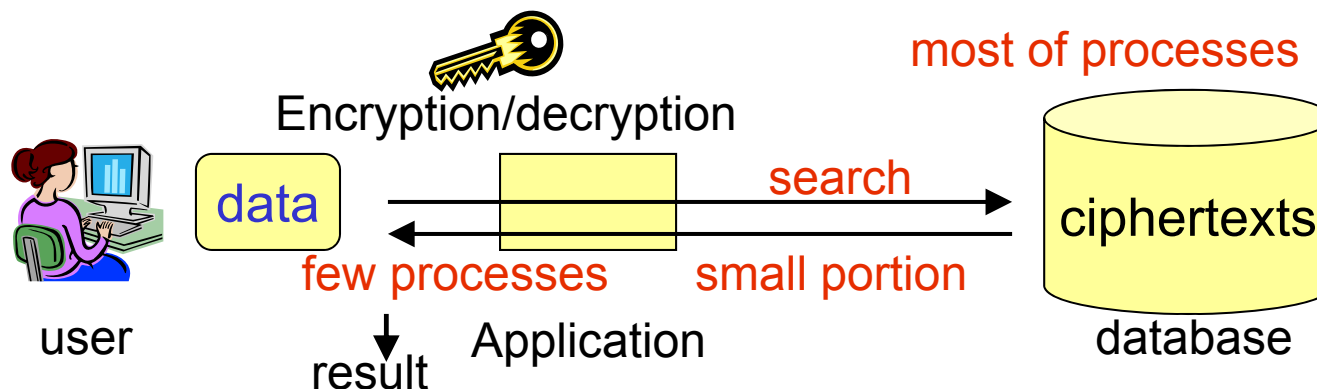 most of processes
Encryption/decryption
data
search
ciphertexts
few processes
small portion
user
Application
database
result